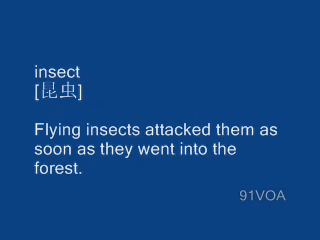 insect
[昆虫]
Flying insects attacked them as
soon as they went into the
forest.
91VOA